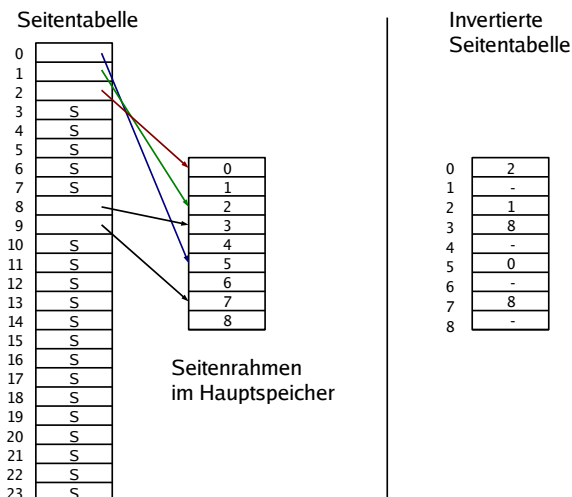 Seitentabelle
0
1
2
3 S
4 S
5 S
6 S
7 S
8
9
10 S
11 S
12 S
13 S
14 S
15 S
16 S
17 S
18 S
19 S
20 S
21 S
22 S
23 S
0
1
2
3
4
5
6
7
8
Seitenrahmen
im Hauptspeicher
Invertierte
Seitentabelle
0 2
1 -
2 1
3 8
4 -
5 0
6 -
7 8
8 -